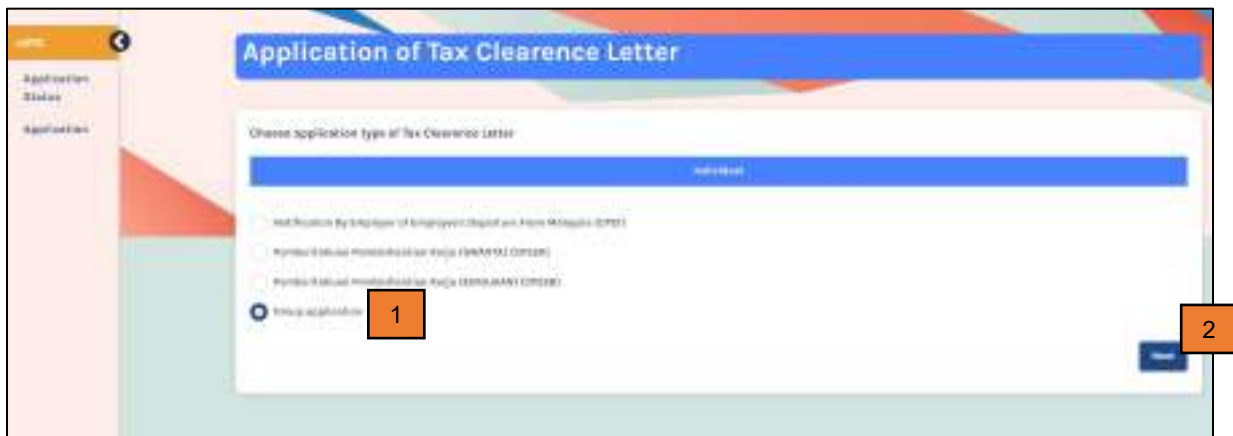 Application
Status
Application
Application of Tax Clearence Letter
Choose application type of Tax Clearence Letter
Individual
Notification By Employer of Employee's Departure From Malaysia (CP21)
Pemberitahuan Pemberhentian Kerja (SWASTA) (CP22A)
Pemberitahuan Pemberhentian Kerja (KERAJAAN) (CP22B)
Group application
1
Next
2